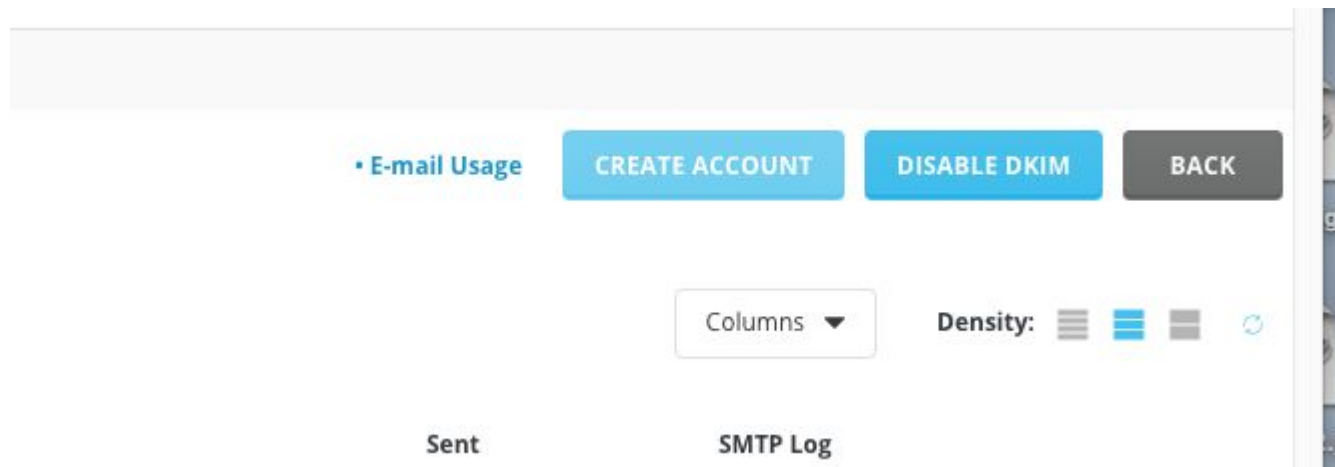 • E-mail Usage CREATE ACCOUNT DISABLE DKIM BACK
Columns Density:
Sent SMTP Log